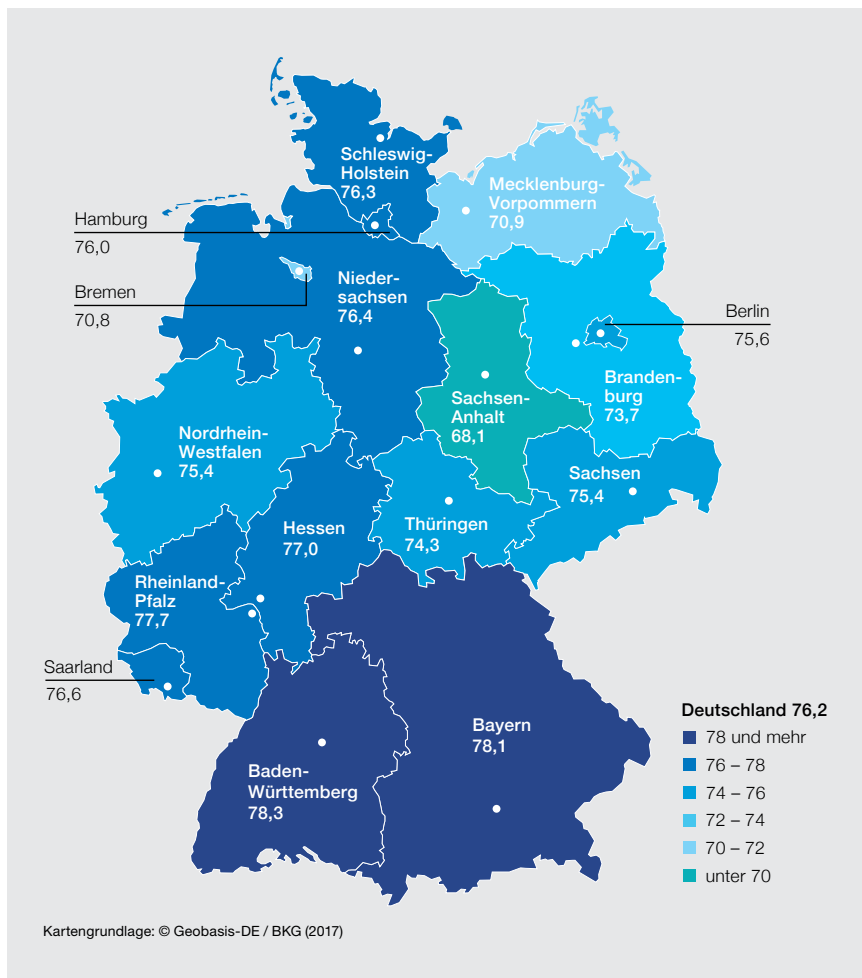 Schleswig-
Holstein
76,3
Mecklenburg-
Vorpommern
70,9
Hamburg
76,0
Bremen
70,8
Nieder-
sachsen
76,4
Berlin
75,6
Branden-
burg
73,7
Sachsen-
Anhalt
68,1
Nordrhein-
Westfalen
75,4
Sachsen
75,4
Hessen
77,0
Thüringen
74,3
Rheinland-
Pfalz
77,7
Saarland
76,6
Bayern
78,1
Baden-
Württemberg
78,3
Deutschland 76,2
78 und mehr
76 – 78
74 – 76
72 – 74
70 – 72
unter 70
Kartengrundlage: © Geobasis-DE / BKG (2017)